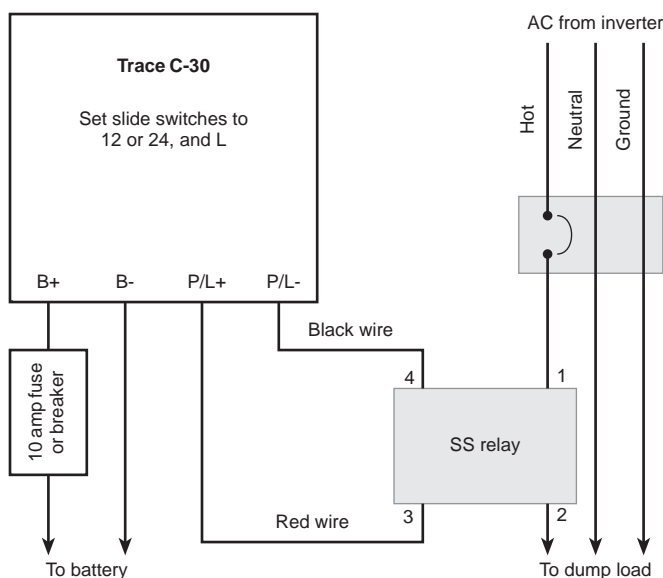 Trace C-30
Set slide switches to
12 or 24, and L
B+
B-
P/L+
P/L-
10 amp fuse
or breaker
To battery
Black wire
Red wire
AC from inverter
Hot
Neutral
Ground
4
1
SS relay
3
2
To dump load